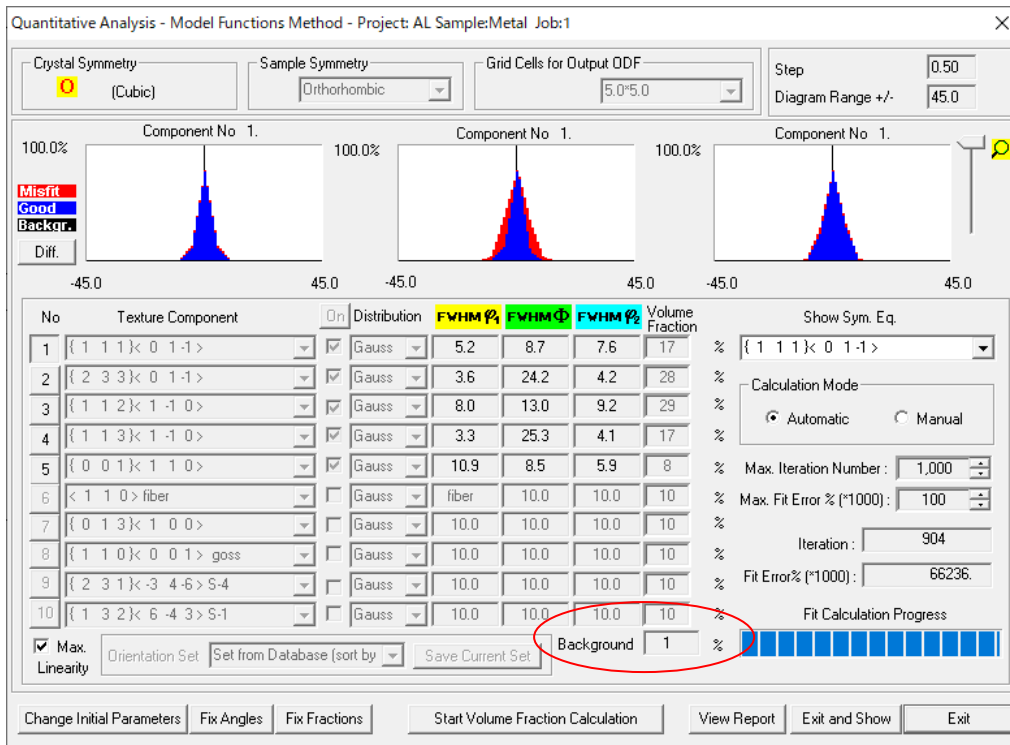 Quantitative Analysis - Model Functions Method - Project: AL Sample:Metal Job:1
Crystal Symmetry
O (Cubic)
Sample Symmetry
Orthorhombic
Grid Cells for Output ODF
5.0*5.0
Step 0.50
Diagram Range +/- 45.0
Component No 1. Component No 1. Component No 1.
100.0% 100.0% 100.0%
Misfit
Good
Backgr.
Diff.
-45.0 45.0 -45.0 45.0 -45.0 45.0
No Texture Component On Distribution FWHM φ1 FWHM Φ FWHM φ2 Volume Fraction
1 { 1 1 1}< 0 1 -1 > Gauss 5.2 8.7 7.6 17 %
2 { 2 3 3}< 0 1 -1 > Gauss 3.6 24.2 4.2 28 %
3 { 1 1 2}< 1 -1 0 > Gauss 8.0 13.0 9.2 29 %
4 { 1 1 3}< 1 -1 0 > Gauss 3.3 25.3 4.1 17 %
5 { 0 0 1}< 1 1 0 > Gauss 10.9 8.5 5.9 8 %
6 < 1 1 0 > fiber Gauss fiber 10.0 10.0 10 %
7 { 0 1 3}< 1 0 0 > Gauss 10.0 10.0 10.0 10 %
8 { 1 1 0}< 0 0 1 > goss Gauss 10.0 10.0 10.0 10 %
9 { 2 3 1}< -3 4 -6 > S-4 Gauss 10.0 10.0 10.0 10 %
10 { 1 3 2}< 6 -4 3 > S-1 Gauss 10.0 10.0 10.0 10 %
Background 1 %
Max. Linearity
Orientation Set Set from Database (sort by
Save Current Set
Show Sym. Eq.
{ 1 1 1}< 0 1 -1 >
Calculation Mode
Automatic Manual
Max. Iteration Number : 1,000
Max. Fit Error % (*1000) : 100
Iteration : 904
Fit Error% (*1000) : 66236.
Fit Calculation Progress
Change Initial Parameters Fix Angles Fix Fractions Start Volume Fraction Calculation View Report Exit and Show Exit